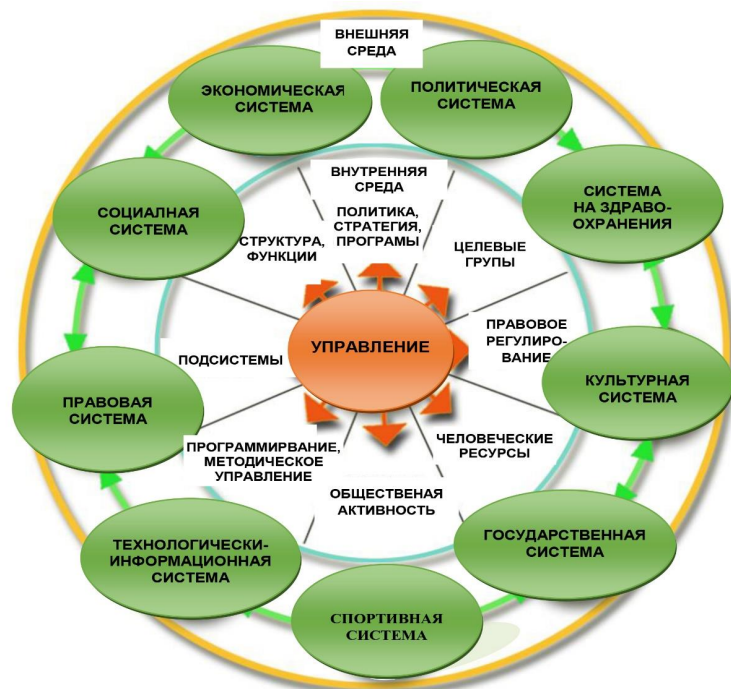 ВНЕШНЯЯ
СРЕДА
ЭКОНОМИЧЕСКАЯ
СИСТЕМА
ПОЛИТИЧЕСКАЯ
СИСТЕМА
СОЦИАЛНАЯ
СИСТЕМА
СИСТЕМА
НА ЗДРАВО-
ОХРАНЕНИЯ
ВНУТРЕННЯЯ
СРЕДА
ПОЛИТИКА,
СТРАТЕГИЯ,
ПРОГРАМЫ
СТРУКТУРА,
ФУНКЦИИ
ЦЕЛЕВЫЕ
ГРУПЫ
УПРАВЛЕНИЕ
ПРАВОВОЕ
РЕГУЛИРО-
ВАНИЕ
ПОДСИСТЕМЫ
КУЛЬТУРНАЯ
СИСТЕМА
ПРАВОВАЯ
СИСТЕМА
ПРОГРАММИРВАНИЕ,
МЕТОДИЧЕСКОЕ
УПРАВЛЕНИЕ
ЧЕЛОВЕЧЕСКИЕ
РЕСУРСЫ
ОБЩЕСТВЕНАЯ
АКТИВНОСТЬ
ТЕХНОЛОГИЧЕСКИ-
ИНФОРМАЦИОННАЯ
СИСТЕМА
ГОСУДАРСТВЕННАЯ
СИСТЕМА
СПОРТИВНАЯ
СИСТЕМА